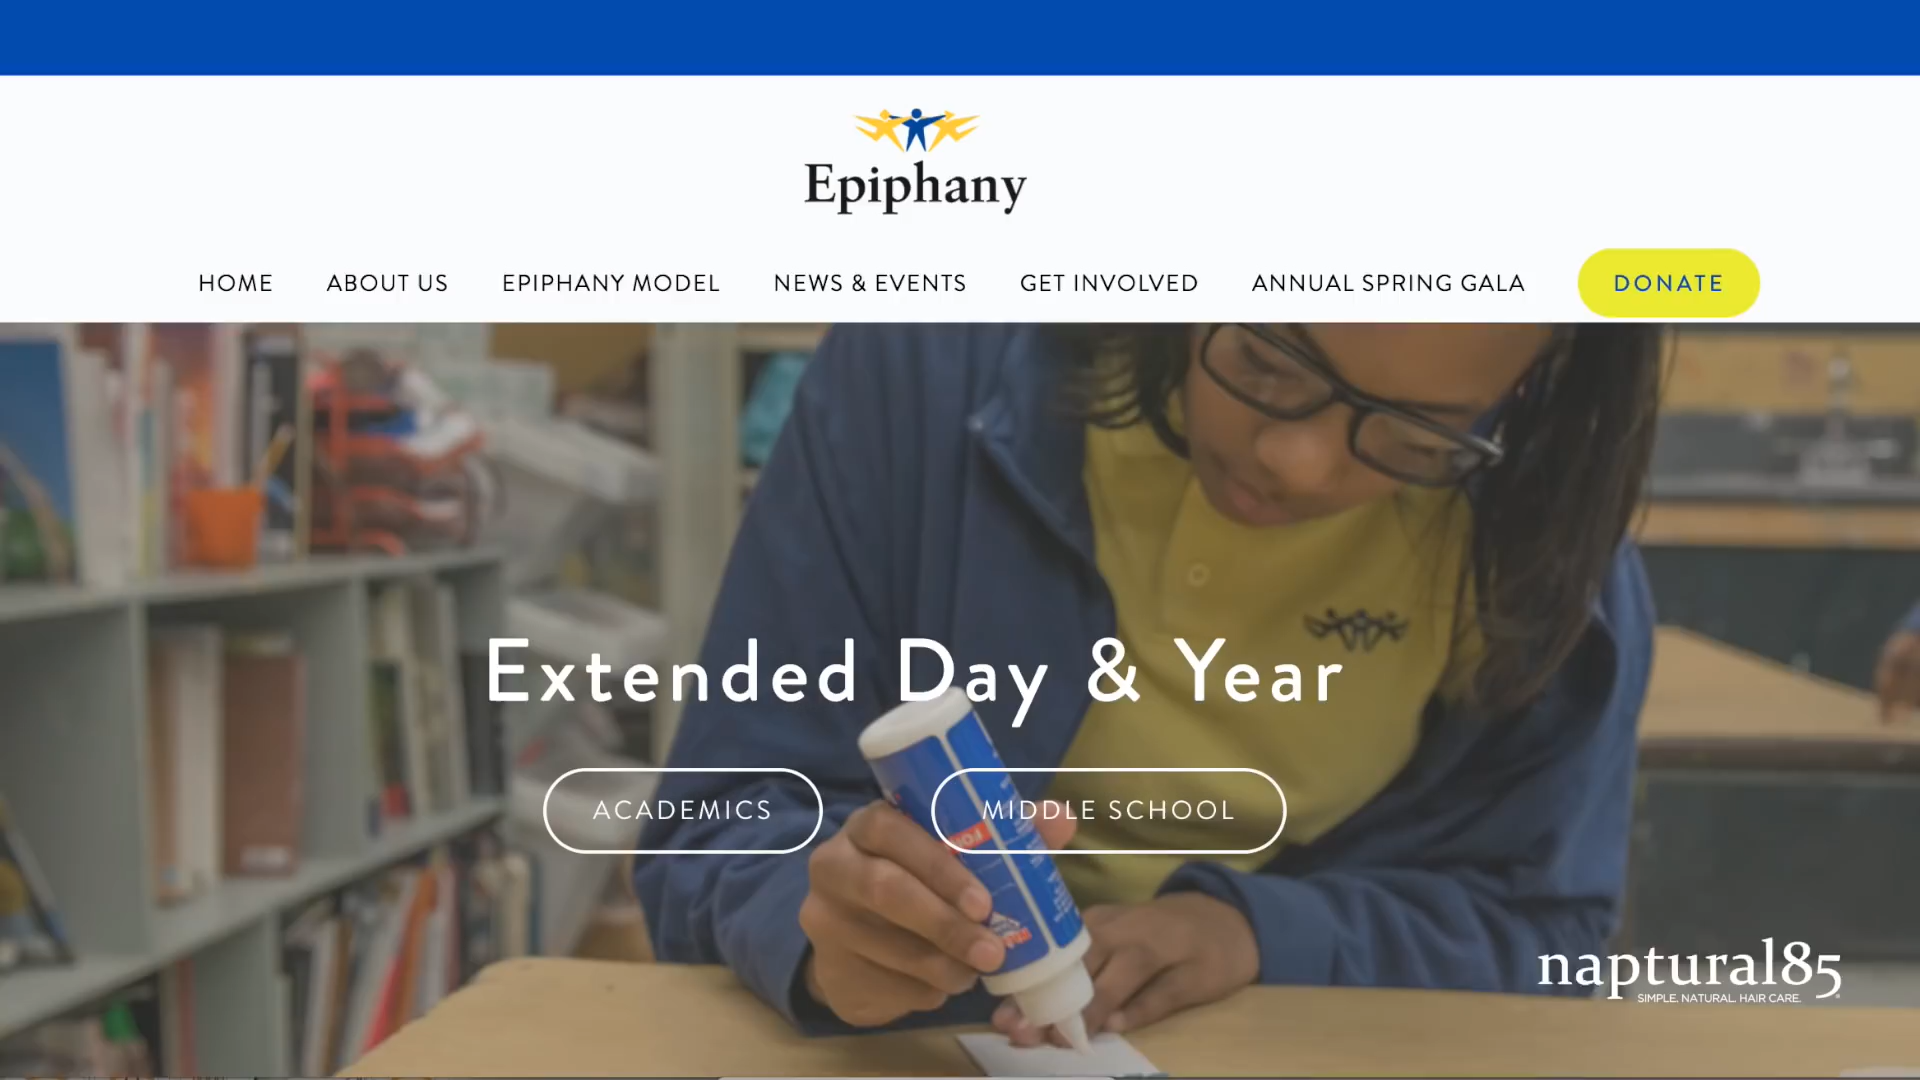 Epiphany
HOME ABOUT US EPIPHANY MODEL NEWS & EVENTS GET INVOLVED ANNUAL SPRING GALA DONATE
Extended Day & Year
ACADEMICS MIDDLE SCHOOL
naptural85
SIMPLE. NATURAL. HAIR CARE.